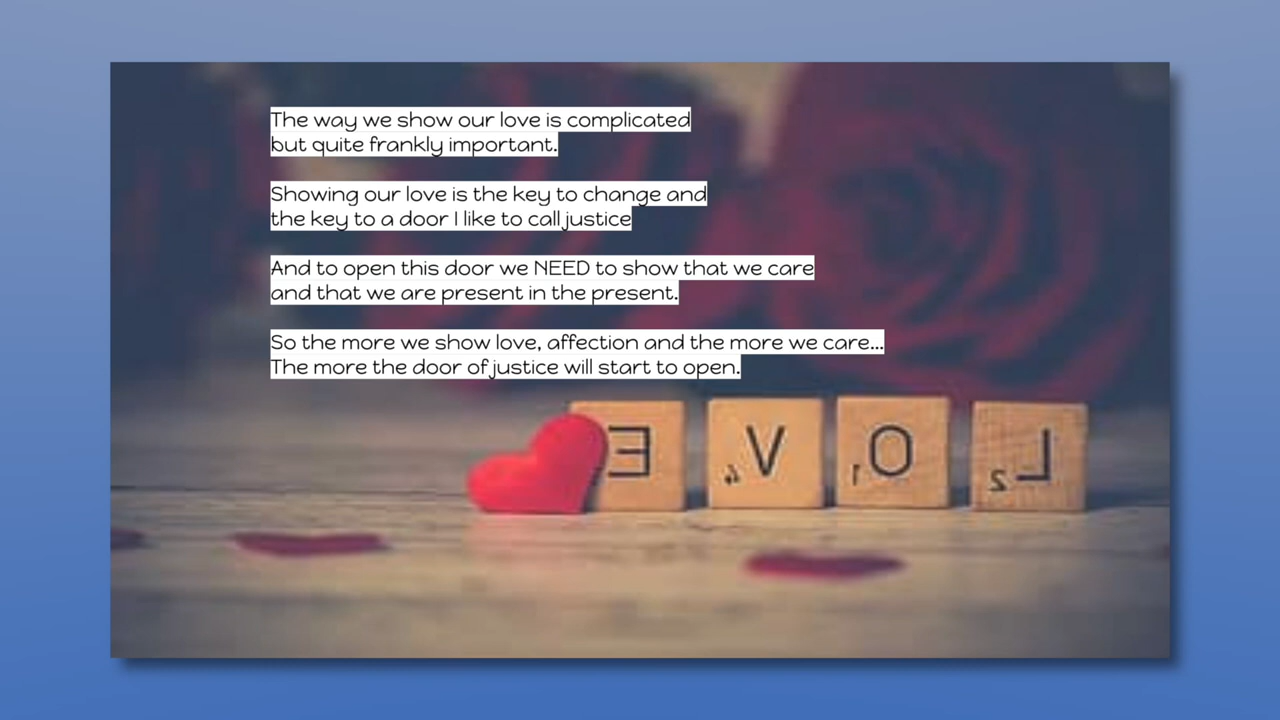 The way we show our love is complicated
but quite frankly important.
Showing our love is the key to change and
the key to a door I like to call justice
And to open this door we NEED to show that we care
and that we are present in the present.
So the more we show love, affection and the more we care...
The more the door of justice will start to open.
E V4 O1 L2